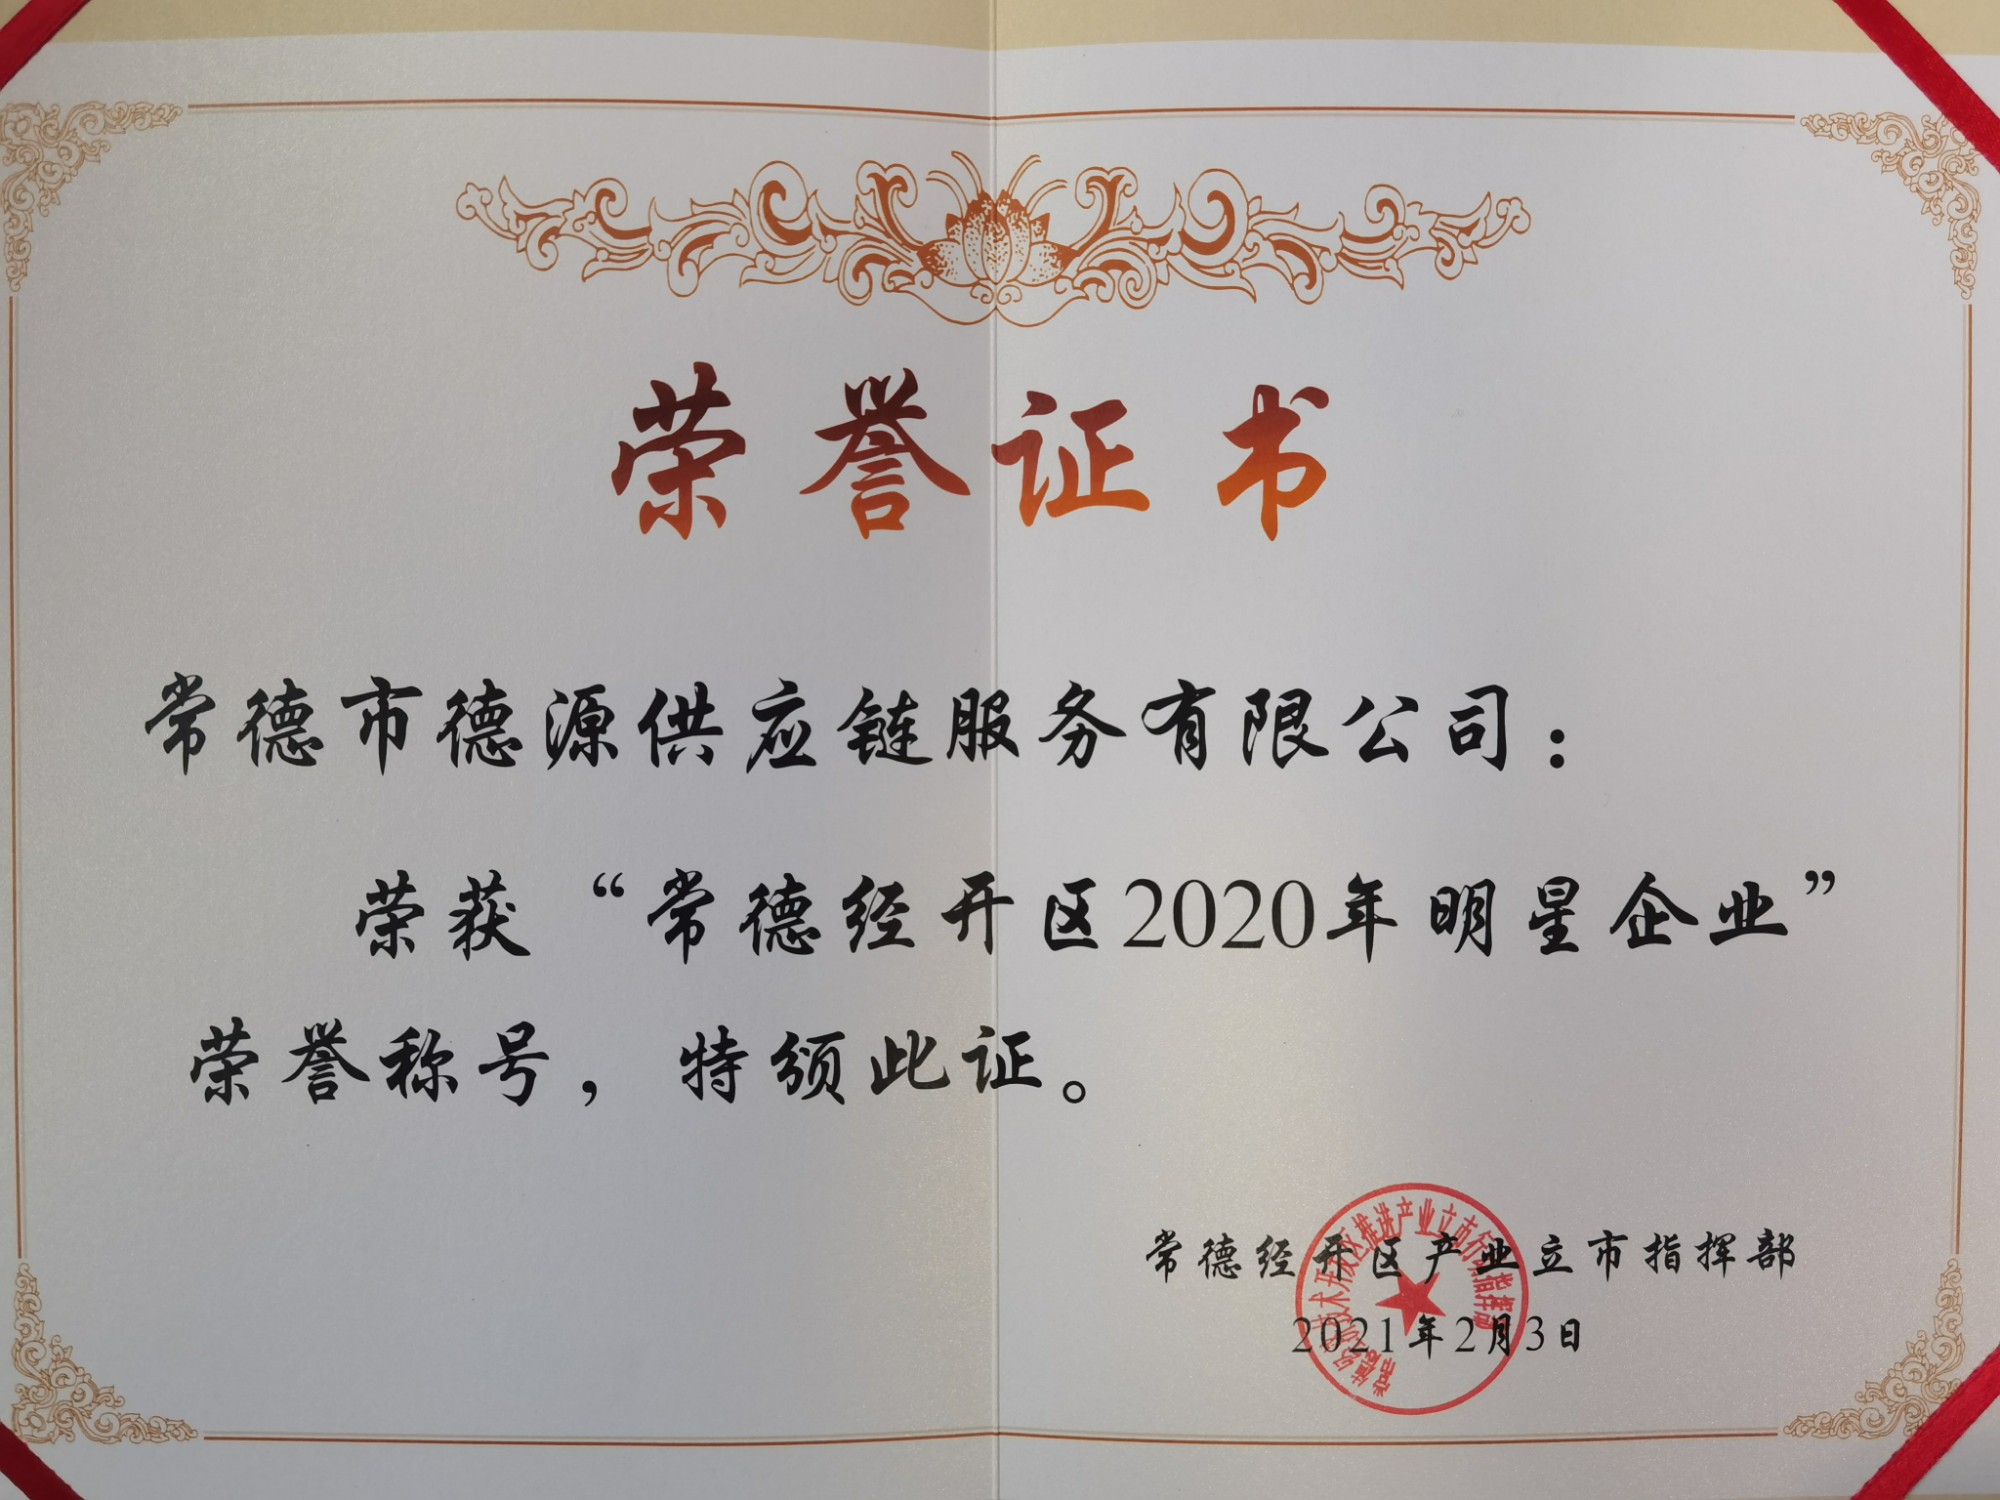 荣誉证书
常德市德源供应链服务有限公司：
荣获“常德经开区2020年明星企业”
荣誉称号，特颁此证。
常德经开区产业立市指挥部
2021年2月3日